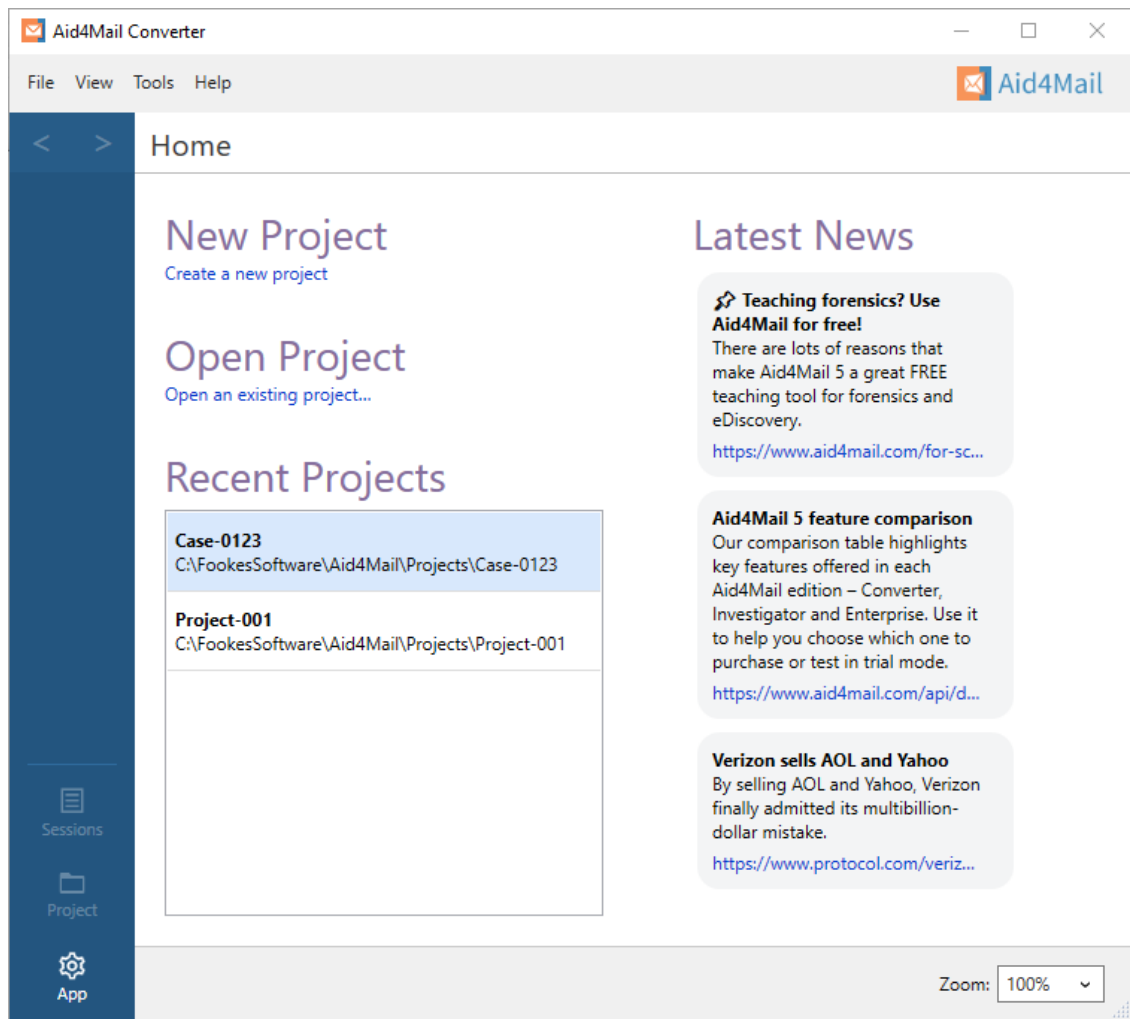 Aid4Mail Converter
File View Tools Help
Aid4Mail
< >
Home
New Project
Create a new project
Open Project
Open an existing project...
Recent Projects
Case-0123
C:\FookesSoftware\Aid4Mail\Projects\Case-0123
Project-001
C:\FookesSoftware\Aid4Mail\Projects\Project-001
Latest News
Teaching forensics? Use
Aid4Mail for free!
There are lots of reasons that
make Aid4Mail 5 a great FREE
teaching tool for forensics and
eDiscovery.
https://www.aid4mail.com/for-sc...
Aid4Mail 5 feature comparison
Our comparison table highlights
key features offered in each
Aid4Mail edition – Converter,
Investigator and Enterprise. Use it
to help you choose which one to
purchase or test in trial mode.
https://www.aid4mail.com/api/d...
Verizon sells AOL and Yahoo
By selling AOL and Yahoo, Verizon
finally admitted its multibillion-
dollar mistake.
https://www.protocol.com/veriz...
Sessions
Project
App
Zoom: 100%